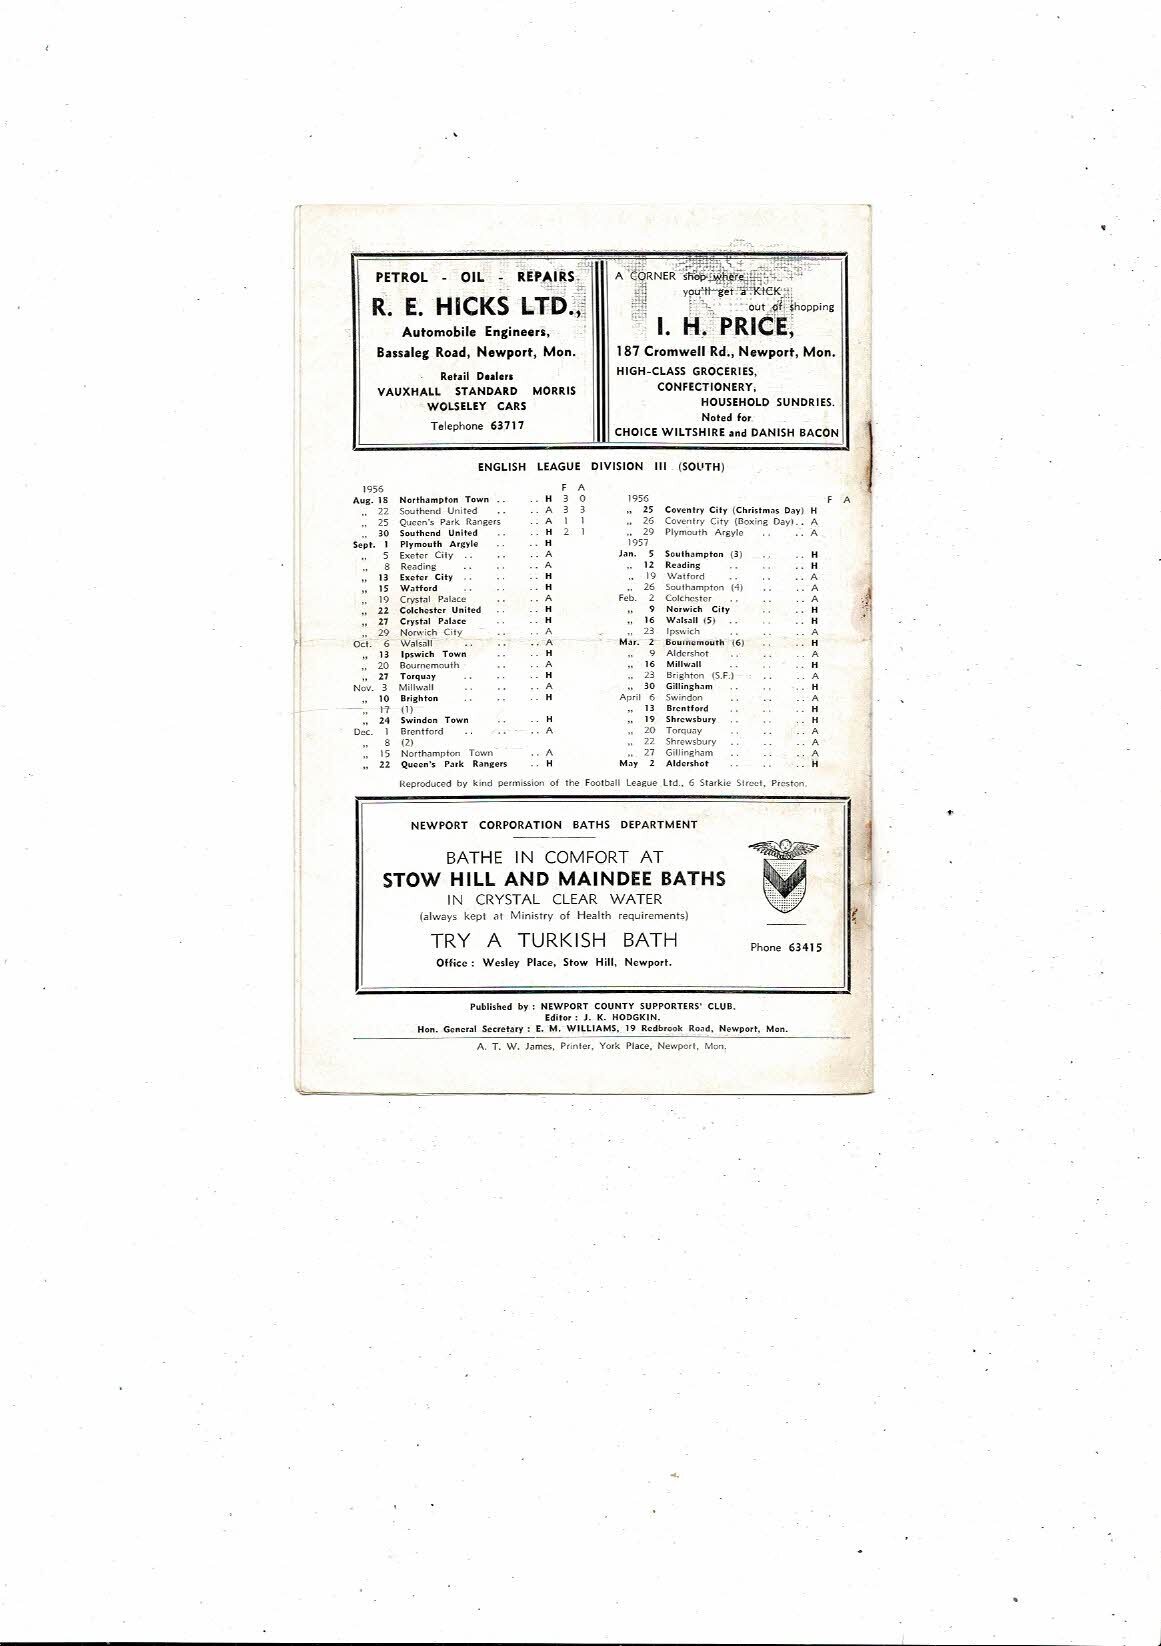 PETROL - OIL - REPAIRS
R. E. HICKS LTD.,
Automobile Engineers,
Bassaleg Road, Newport, Mon.
Retail Dealers
VAUXHALL STANDARD MORRIS
WOLSELEY CARS
Telephone 63717
A CORNER shop where
you'll get a KICK
out of shopping
I. H. PRICE,
187 Cromwell Rd., Newport, Mon.
HIGH-CLASS GROCERIES,
CONFECTIONERY,
HOUSEHOLD SUNDRIES.
Noted for
CHOICE WILTSHIRE and DANISH BACON
ENGLISH LEAGUE DIVISION III (SOUTH)
1956 F A
Aug. 18 Northampton Town .. .. H 3 0
,, 22 Southend United .. .. A 3 3
,, 25 Queen's Park Rangers .. A 1 1
,, 30 Southend United .. .. H 2 1
Sept. 1 Plymouth Argyle .. .. H
,, 5 Exeter City .. .. .. A
,, 8 Reading .. .. .. A
,, 13 Exeter City .. .. .. H
,, 15 Watford .. .. .. H
,, 19 Crystal Palace .. .. A
,, 22 Colchester United .. .. H
,, 27 Crystal Palace .. .. H
,, 29 Norwich City .. .. A
Oct. 6 Walsall .. .. .. A
,, 13 Ipswich Town .. .. H
,, 20 Bournemouth .. .. A
,, 27 Torquay .. .. .. H
Nov. 3 Millwall .. .. .. A
,, 10 Brighton .. .. .. H
,, 17 (1)
,, 24 Swindon Town .. .. H
Dec. 1 Brentford .. .. .. A
,, 8 (2)
,, 15 Northampton Town .. A
,, 22 Queen's Park Rangers .. H
1956 F A
,, 25 Coventry City (Christmas Day) H
,, 26 Coventry City (Boxing Day) .. A
,, 29 Plymouth Argyle .. .. A
1957
Jan. 5 Southampton (3) .. .. H
,, 12 Reading .. .. .. H
,, 19 Watford .. .. .. A
,, 26 Southampton (4) .. .. A
Feb. 2 Colchester .. .. .. A
,, 9 Norwich City .. .. H
,, 16 Walsall (5) .. .. .. H
,, 23 Ipswich .. .. .. A
Mar. 2 Bournemouth (6) .. .. H
,, 9 Aldershot .. .. .. A
,, 16 Millwall .. .. .. H
,, 23 Brighton (S.F.) .. .. A
,, 30 Gillingham .. .. .. H
April 6 Swindon .. .. .. A
,, 13 Brentford .. .. .. H
,, 19 Shrewsbury .. .. .. H
,, 20 Torquay .. .. .. A
,, 22 Shrewsbury .. .. .. A
,, 27 Gillingham .. .. .. A
May 2 Aldershot .. .. .. H
Reproduced by kind permission of the Football League Ltd., 6 Starkie Street, Preston.
NEWPORT CORPORATION BATHS DEPARTMENT
BATHE IN COMFORT AT
STOW HILL AND MAINDEE BATHS
IN CRYSTAL CLEAR WATER
(always kept at Ministry of Health requirements)
TRY A TURKISH BATH
Office : Wesley Place, Stow Hill, Newport.
Phone 63415
Published by : NEWPORT COUNTY SUPPORTERS' CLUB.
Editor : J. K. HODGKIN.
Hon. General Secretary : E. M. WILLIAMS, 19 Redbrook Road, Newport, Mon.
A. T. W. James, Printer, York Place, Newport, Mon.